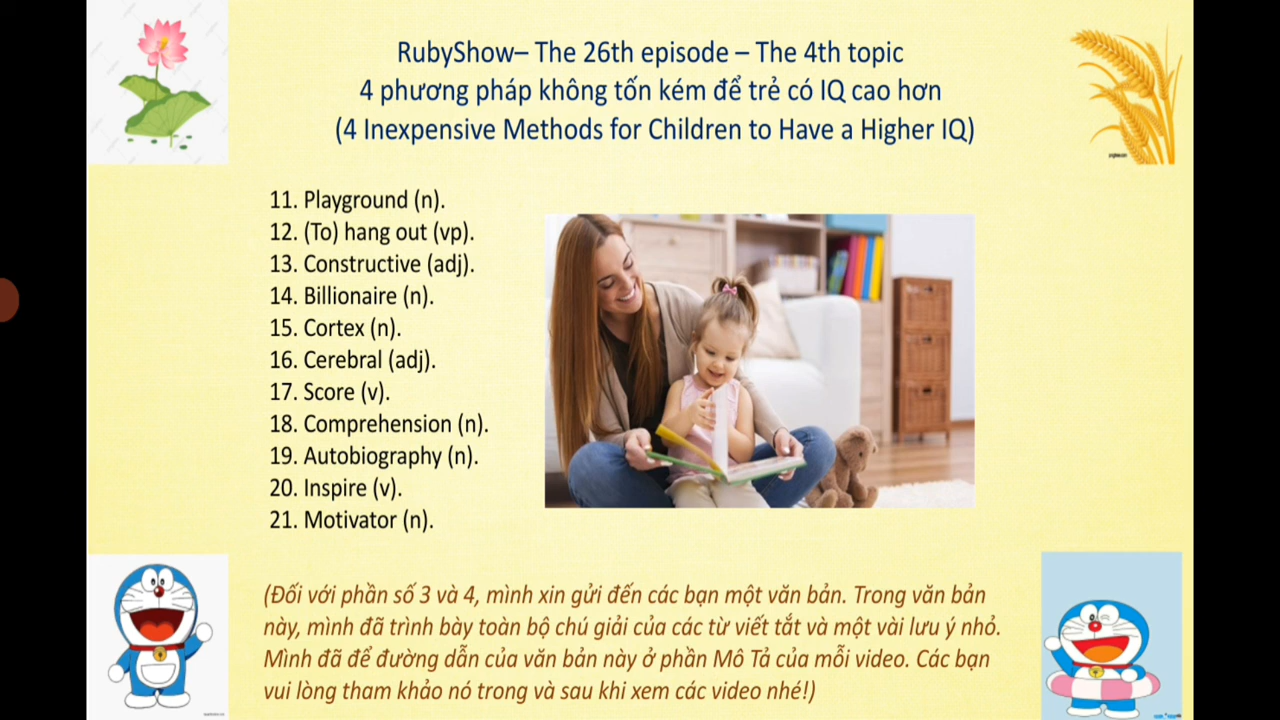 RubyShow– The 26th episode – The 4th topic
4 phương pháp không tốn kém để trẻ có IQ cao hơn
(4 Inexpensive Methods for Children to Have a Higher IQ)
11. Playground (n).
12. (To) hang out (vp).
13. Constructive (adj).
14. Billionaire (n).
15. Cortex (n).
16. Cerebral (adj).
17. Score (v).
18. Comprehension (n).
19. Autobiography (n).
20. Inspire (v).
21. Motivator (n).
(Đối với phần số 3 và 4, mình xin gửi đến các bạn một văn bản. Trong văn bản
này, mình đã trình bày toàn bộ chú giải của các từ viết tắt và một vài lưu ý nhỏ.
Mình đã để đường dẫn của văn bản này ở phần Mô Tả của mỗi video. Các bạn
vui lòng tham khảo nó trong và sau khi xem các video nhé!)